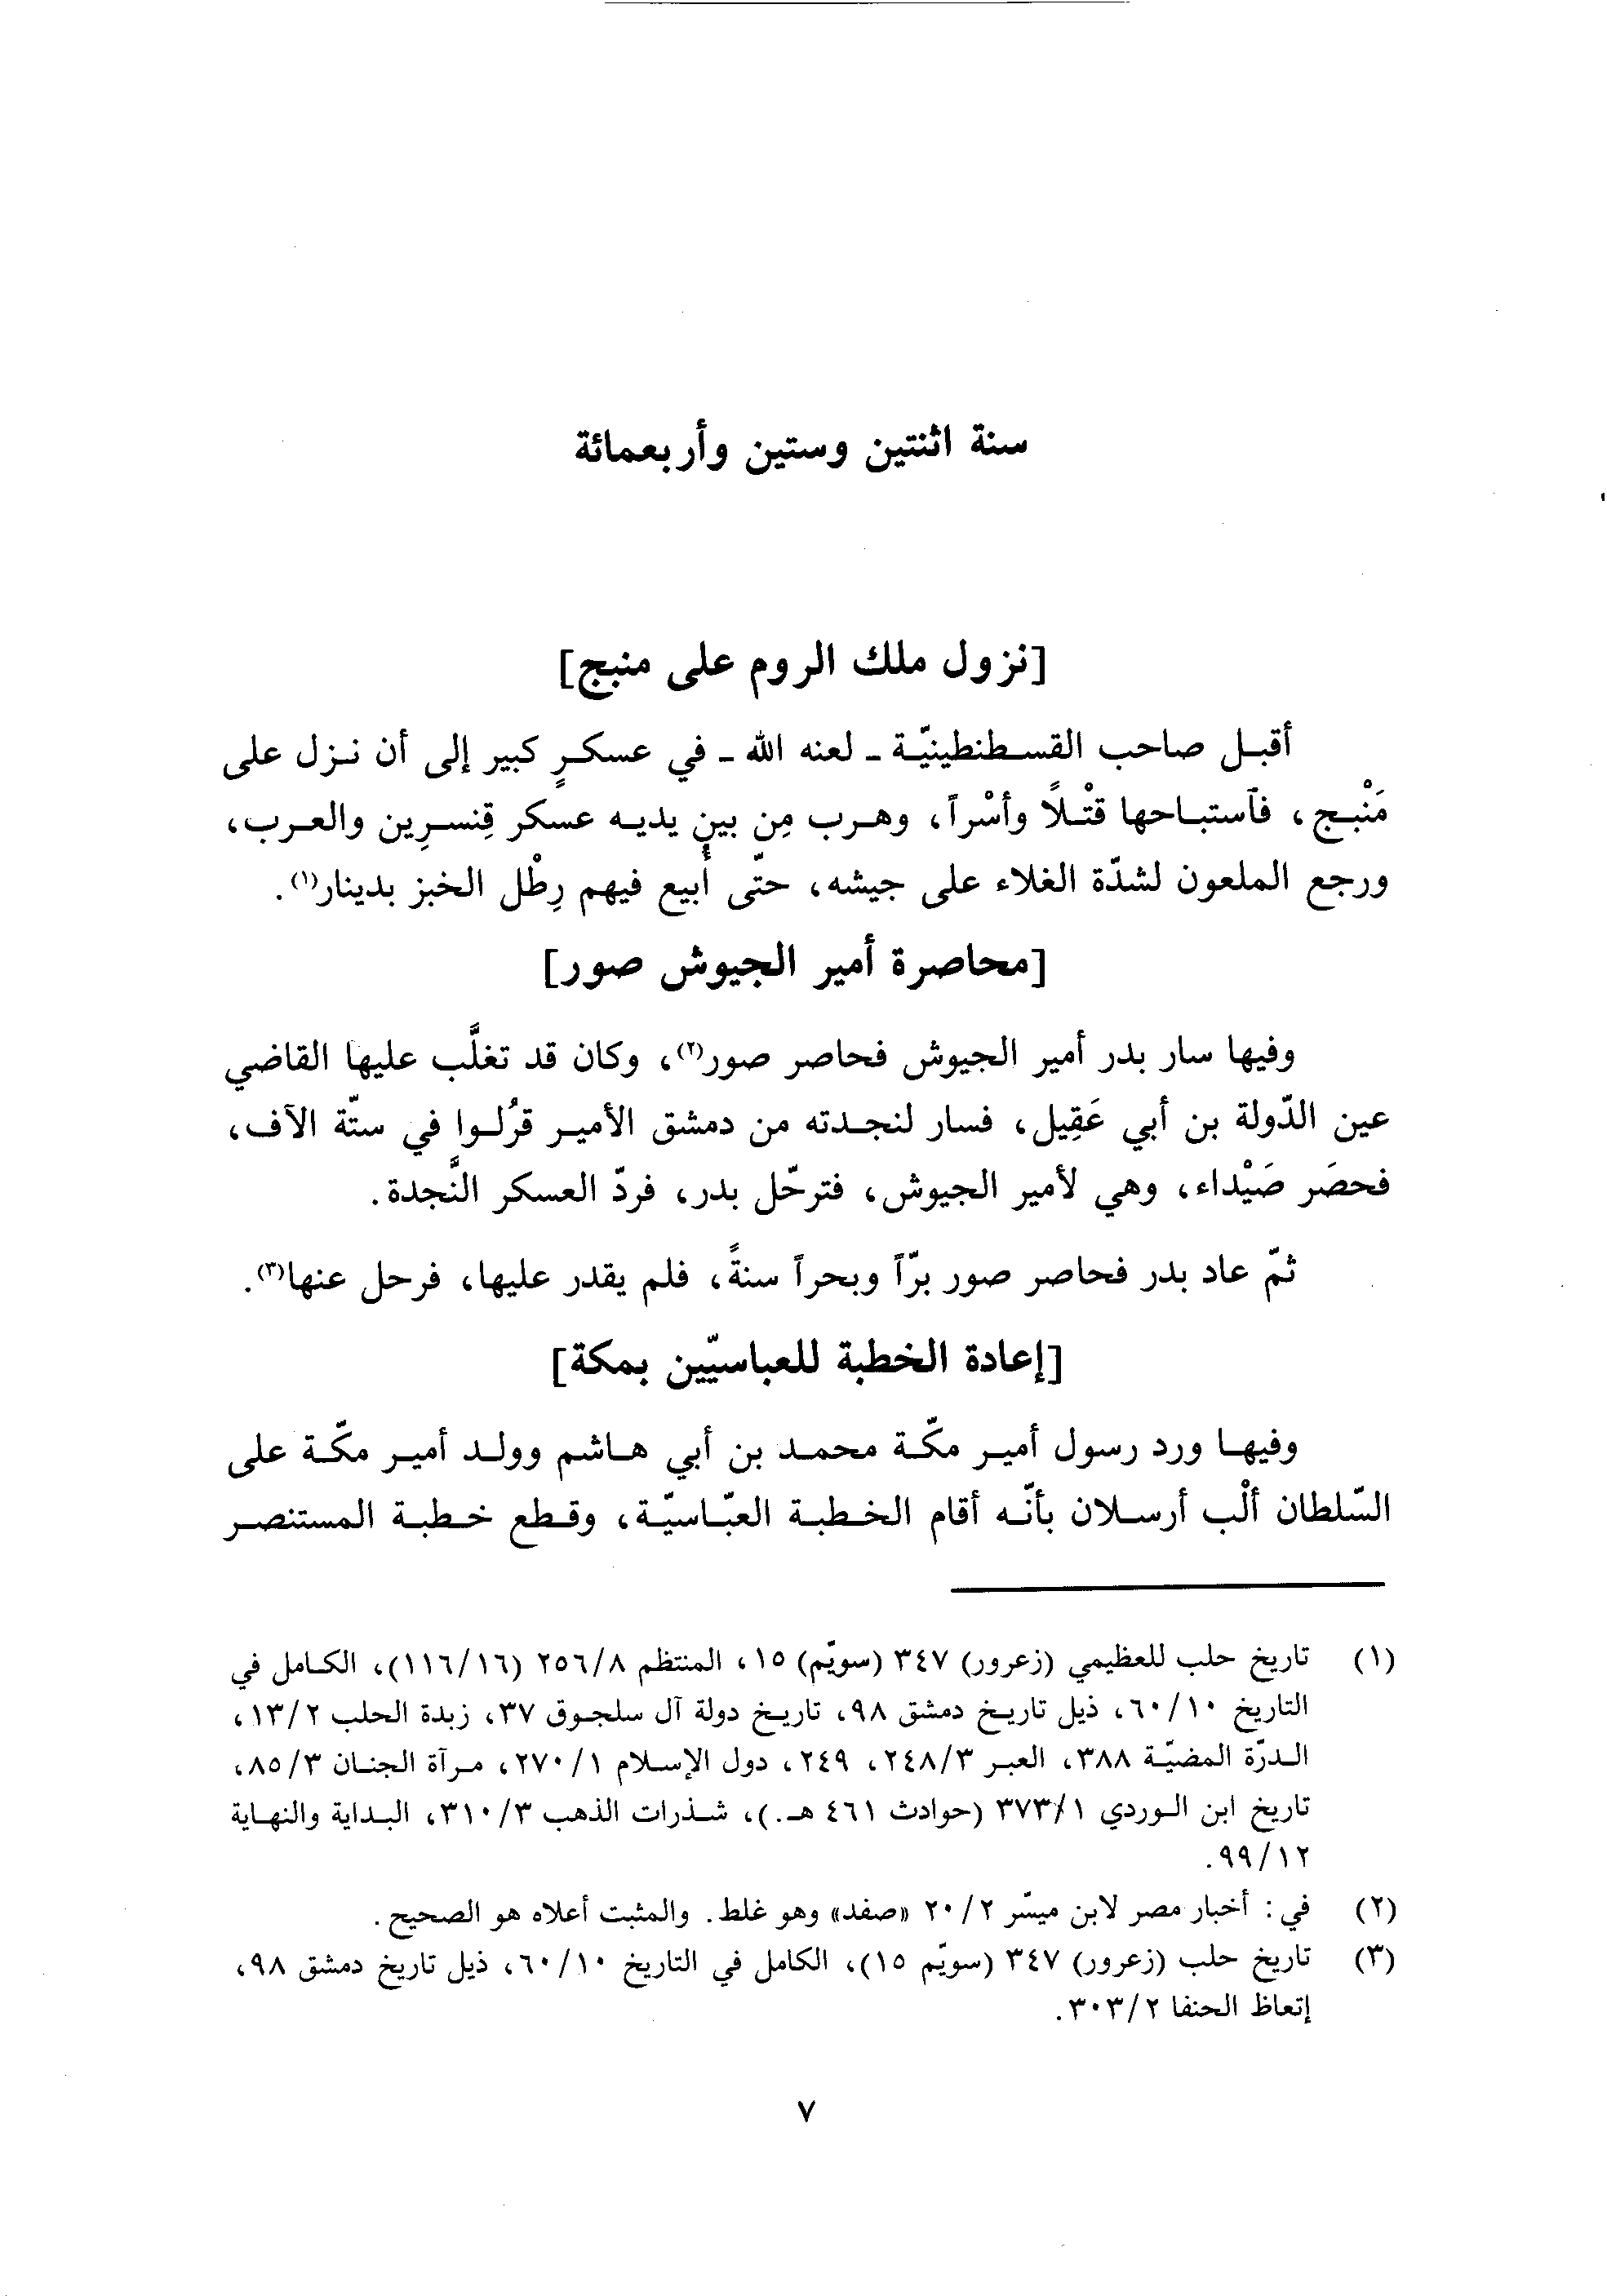 سنة اثنتين وستين وأربعمائة
[نزول ملك الروم على منبج]
أقبل صاحب القسطنطينيّة - لعنه الله - في عسكرٍ كبير إلى أن نزل على
مَنْبج، فآستباحها قتْلاً وأسْراً، وهرب مِن بين يديه عسكر قِنسرِين والعرب،
ورجع الملعون لشدّة الغلاء على جيشه، حتّى أُبيع فيهم رِطْل الخبز بدينار(١).
[محاصرة أمير الجيوش صور]
وفيها سار بدر أمير الجيوش فحاصر صور(٢)، وكان قد تغلَّب عليها القاضي
عين الدّولة بن أبي عَقِيل، فسار لنجدته من دمشق الأمير قرُلوا في ستّة الآف،
فحصَر صَيْداء، وهي لأمير الجيوش، فترحّل بدر، فردّ العسكر النَّجدة.
ثمّ عاد بدر فحاصر صور برّاً وبحراً سنةً، فلم يقدر عليها، فرحل عنها(٣).
[إعادة الخطبة للعباسيّين بمكة]
وفيها ورد رسول أمير مكّة محمد بن أبي هاشم وولد أمير مكّة على
السّلطان ألْب أرسلان بأنّه أقام الخطبة العبّاسيّة، وقطع خطبة المستنصر
(١) تاريخ حلب للعظيمي (زعرور) ٣٤٧ (سويّم) ١٥، المنتظم ٢٥٦/٨ (١١٦/١٦)، الكامل في
التاريخ ٦٠/١٠، ذيل تاريخ دمشق ٩٨، تاريخ دولة آل سلجوق ٣٧، زبدة الحلب ١٣/٢،
الدرّة المضيّة ٣٨٨، العبر ٢٤٨/٣، ٢٤٩، دول الإسلام ٢٧٠/١، مرآة الجنان ٨٥/٣،
تاريخ ابن الوردي ٣٧٣/١ (حوادث ٤٦١ هـ.)، شذرات الذهب ٣١٠/٣، البداية والنهاية
٩٩/١٢.
(٢) في: أخبار مصر لابن ميسّر ٢٠/٢ «صفد» وهو غلط. والمثبت أعلاه هو الصحيح.
(٣) تاريخ حلب (زعرور) ٣٤٧ (سويّم ١٥)، الكامل في التاريخ ٦٠/١٠، ذيل تاريخ دمشق ٩٨،
إتعاظ الحنفا ٣٠٣/٢.
٧